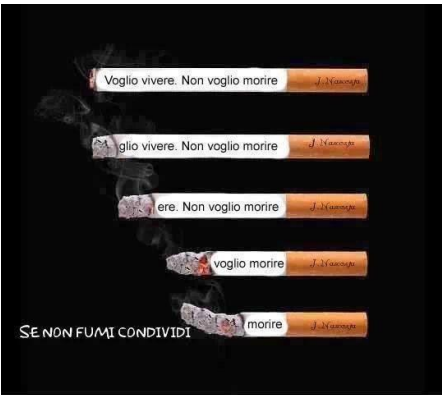 Voglio vivere. Non voglio morire
glio vivere. Non voglio morire
ere. Non voglio morire
voglio morire
morire
SE NON FUMI CONDIVIDI